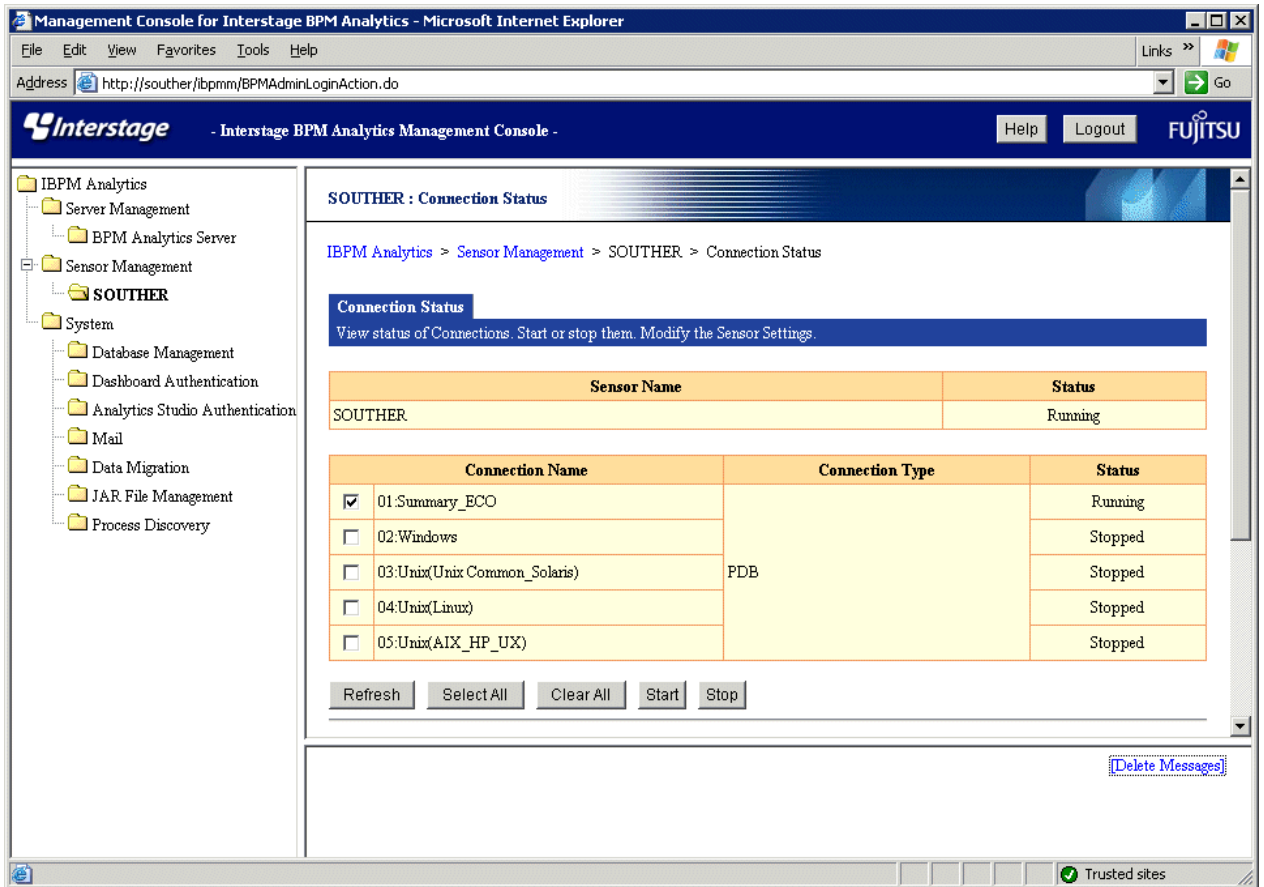 Management Console for Interstage BPM Analytics - Microsoft Internet Explorer
File Edit View Favorites Tools Help Links »
Address http://souther/ibpmm/BPMAdminLoginAction.do Go
Interstage - Interstage BPM Analytics Management Console - Help Logout FUJITSU
IBPM Analytics
Server Management
BPM Analytics Server
Sensor Management
SOUTHER
System
Database Management
Dashboard Authentication
Analytics Studio Authentication
Mail
Data Migration
JAR File Management
Process Discovery
SOUTHER : Connection Status
IBPM Analytics > Sensor Management > SOUTHER > Connection Status
Connection Status
View status of Connections. Start or stop them. Modify the Sensor Settings.
Sensor Name Status
SOUTHER Running
Connection Name Connection Type Status
01:Summary_ECO Running
02:Windows Stopped
03:Unix(Unix Common_Solaris) PDB Stopped
04:Unix(Linux) Stopped
05:Unix(AIX_HP_UX) Stopped
Refresh Select All Clear All Start Stop
[Delete Messages]
Trusted sites